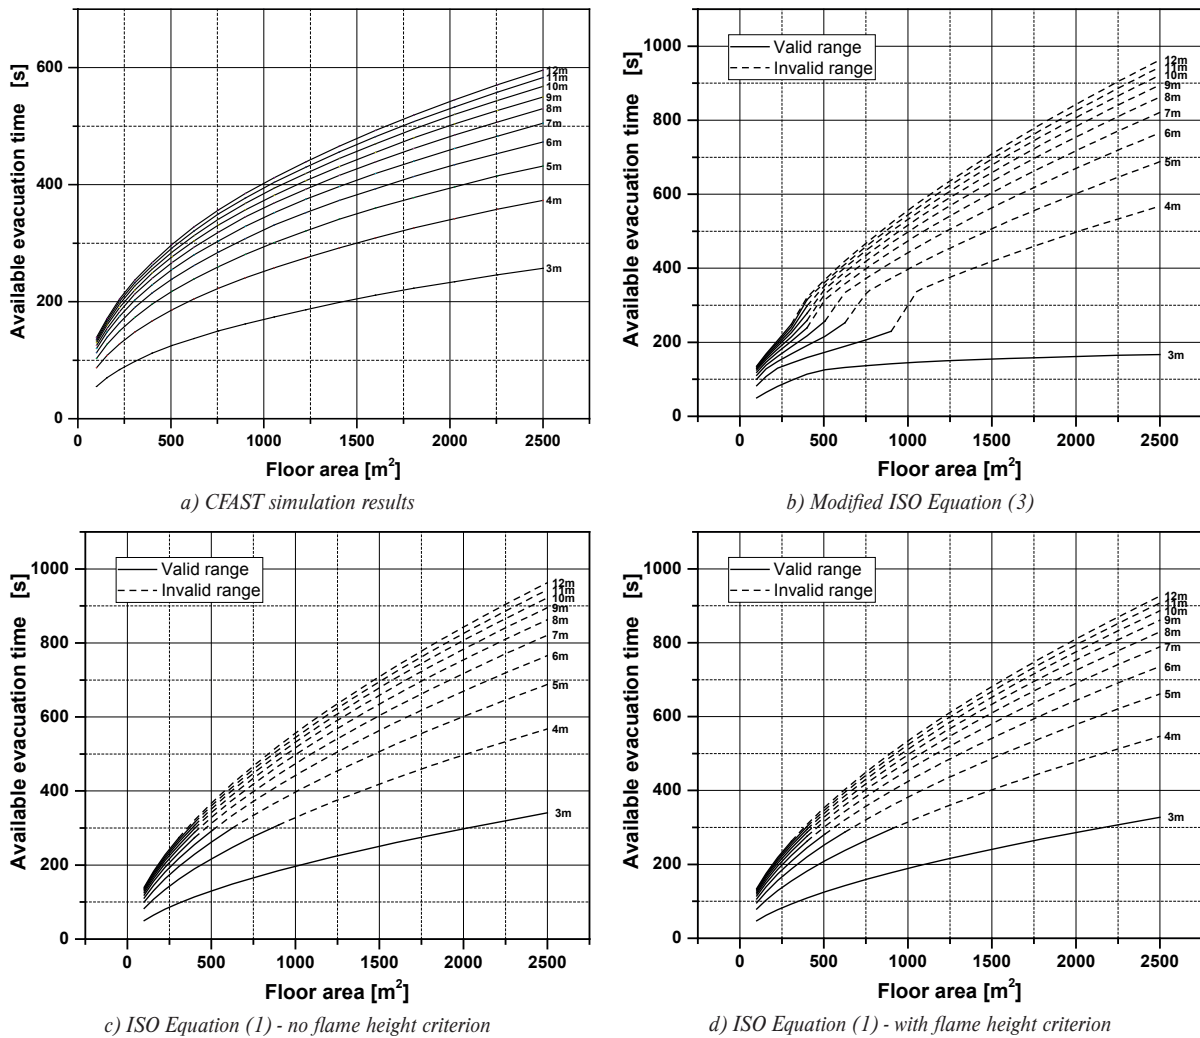 Available evacuation time [s]
600
400
200
0
12m
11m
10m
9m
8m
7m
6m
5m
4m
3m
0 500 1000 1500 2000 2500
Floor area [m²]
a) CFAST simulation results
Available evacuation time [s]
1000
800
600
400
200
0
Valid range
Invalid range
12m
11m
10m
9m
8m
7m
6m
5m
4m
3m
0 500 1000 1500 2000 2500
Floor area [m²]
b) Modified ISO Equation (3)
Available evacuation time [s]
1000
800
600
400
200
0
Valid range
Invalid range
12m
11m
10m
9m
8m
7m
6m
5m
4m
3m
0 500 1000 1500 2000 2500
Floor area [m²]
c) ISO Equation (1) - no flame height criterion
Available evacuation time [s]
1000
800
600
400
200
0
Valid range
Invalid range
12m
11m
10m
9m
8m
7m
6m
5m
4m
3m
0 500 1000 1500 2000 2500
Floor area [m²]
d) ISO Equation (1) - with flame height criterion